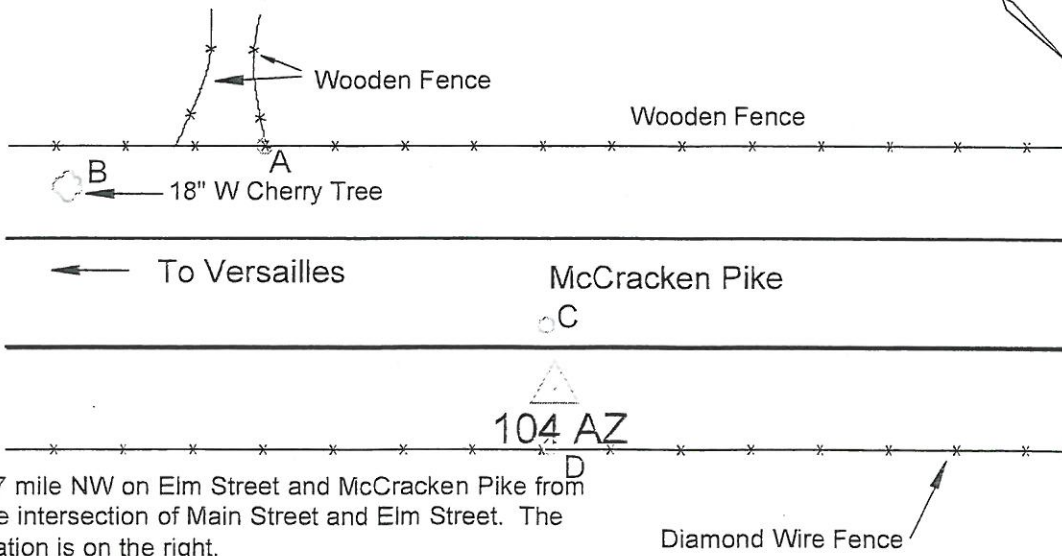 Wooden Fence
Wooden Fence
A
B
18" W Cherry Tree
To Versailles
McCracken Pike
C
104 AZ
D
7 mile NW on Elm Street and McCracken Pike from
e intersection of Main Street and Elm Street. The
ation is on the right.
Diamond Wire Fence